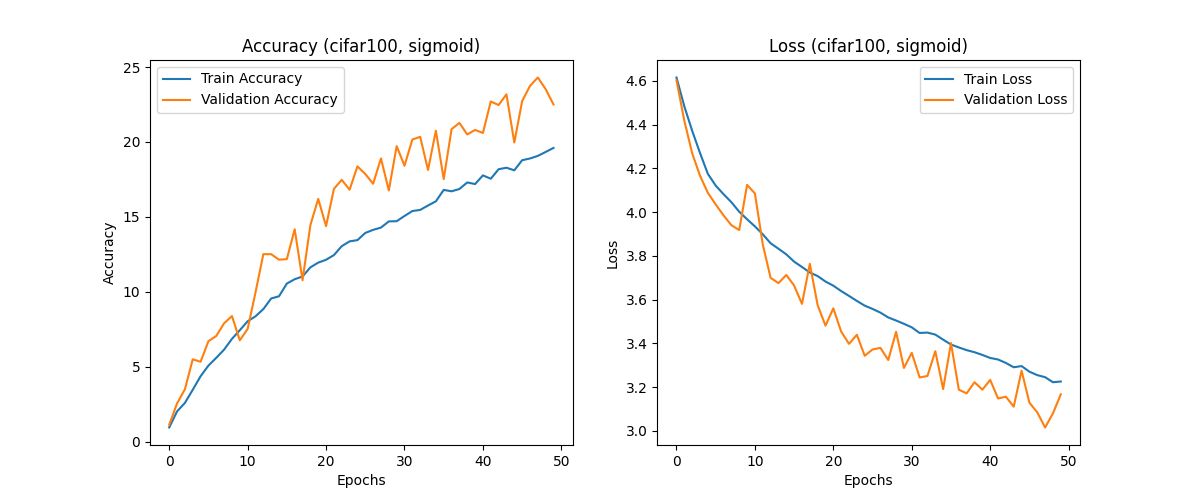 Accuracy (cifar100, sigmoid)
Train Accuracy
Validation Accuracy
Accuracy
25
20
15
10
5
0
0 10 20 30 40 50
Epochs
Loss (cifar100, sigmoid)
Train Loss
Validation Loss
Loss
4.6
4.4
4.2
4.0
3.8
3.6
3.4
3.2
3.0
0 10 20 30 40 50
Epochs